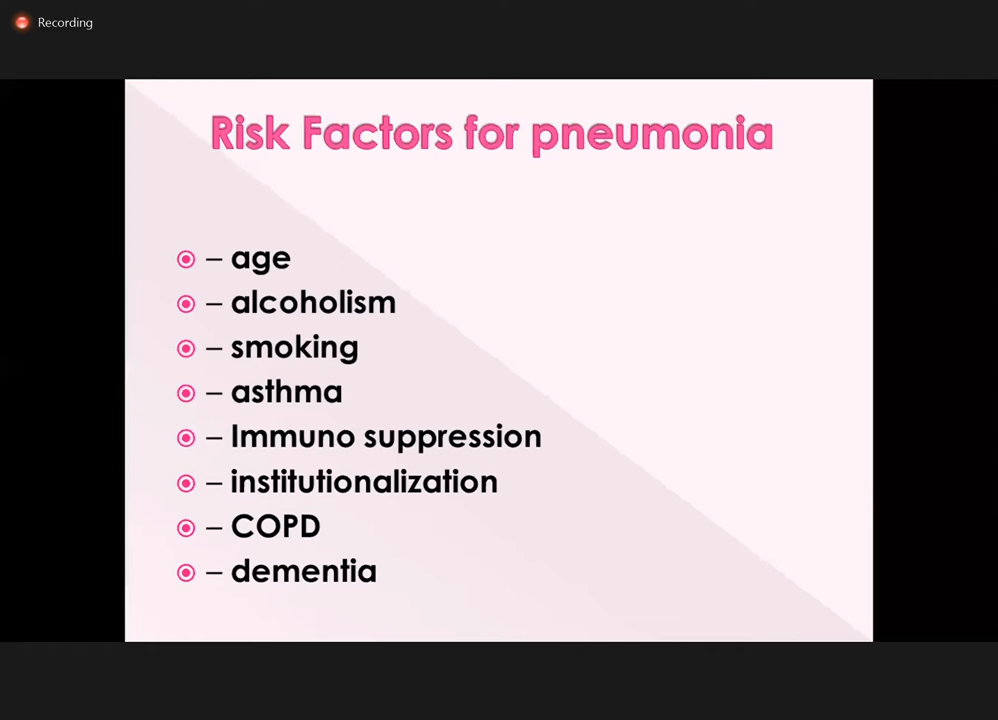 Recording
Risk Factors for pneumonia
– age
– alcoholism
– smoking
– asthma
– Immuno suppression
– institutionalization
– COPD
– dementia